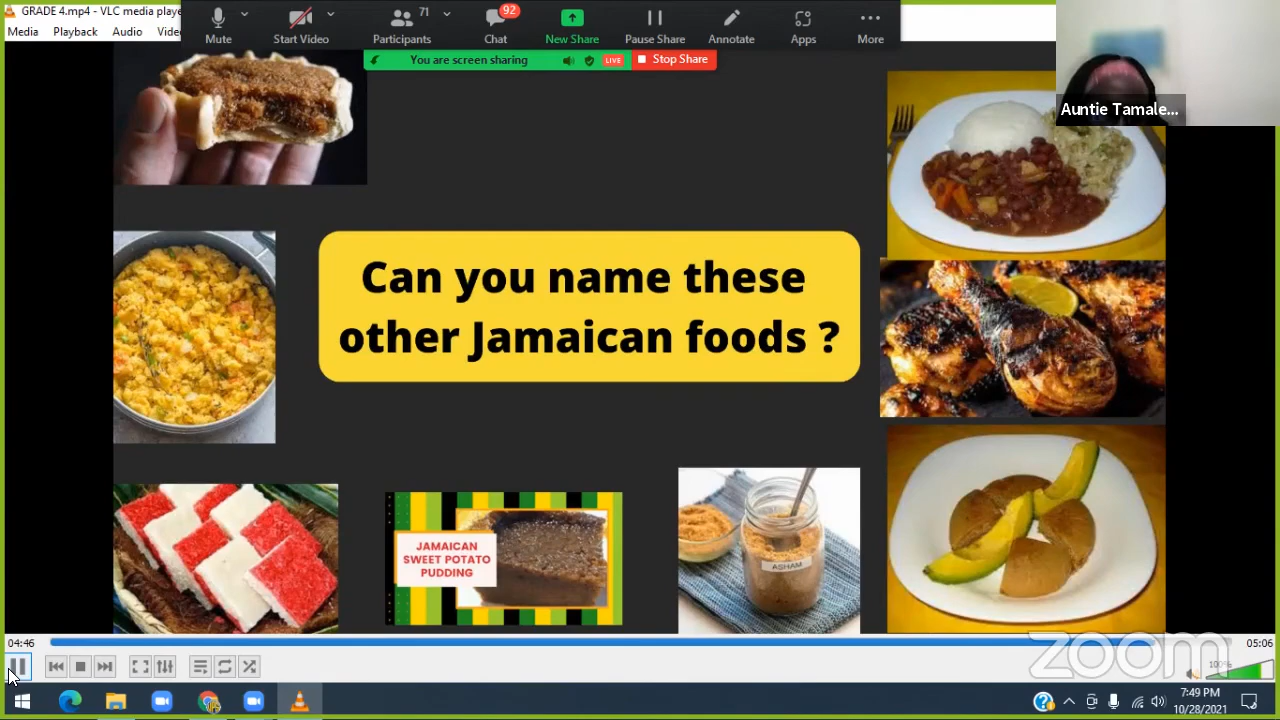 GRADE 4.mp4 - VLC media playe
Media Playback Audio Vide
Mute
Start Video
71
Participants
92
Chat
New Share
Pause Share
Annotate
Apps
More
You are screen sharing
LIVE
Stop Share
Auntie Tamale...
Can you name these
other Jamaican foods ?
JAMAICAN
SWEET POTATO
PUDDING
ASHAM
04:46
05:06
zoom
100%
7:49 PM
10/28/2021